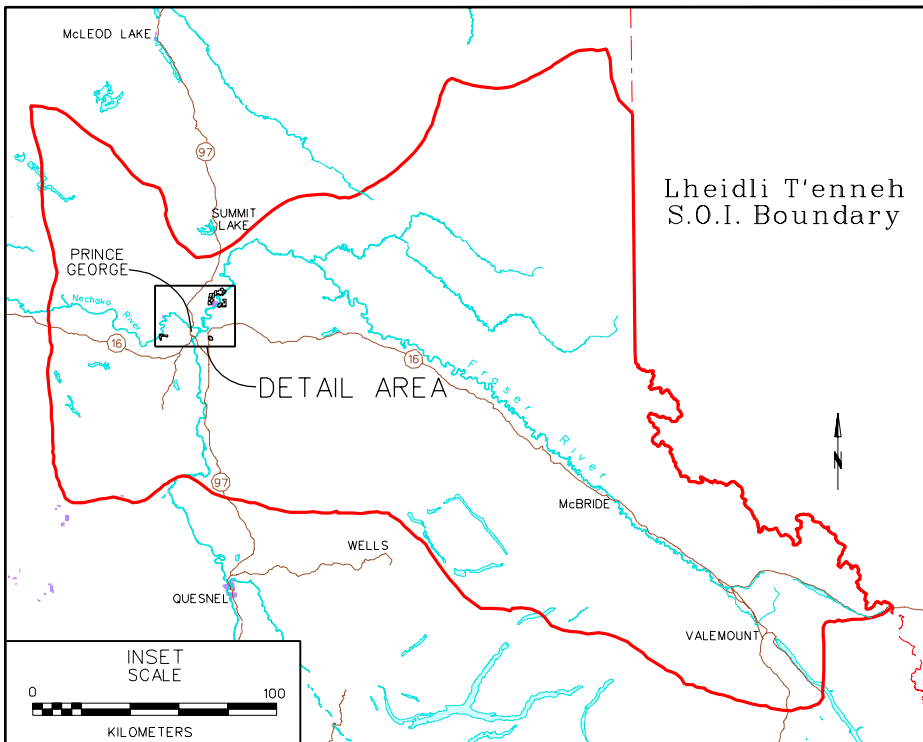 McLEOD LAKE
97
Lheidli T'enneh
S.O.I. Boundary
SUMMIT
LAKE
PRINCE
GEORGE
Nechako
River
16
16
DETAIL AREA
Fraser
River
N
97
McBRIDE
WELLS
QUESNEL
VALEMOUNT
INSET
SCALE
0 100
KILOMETERS